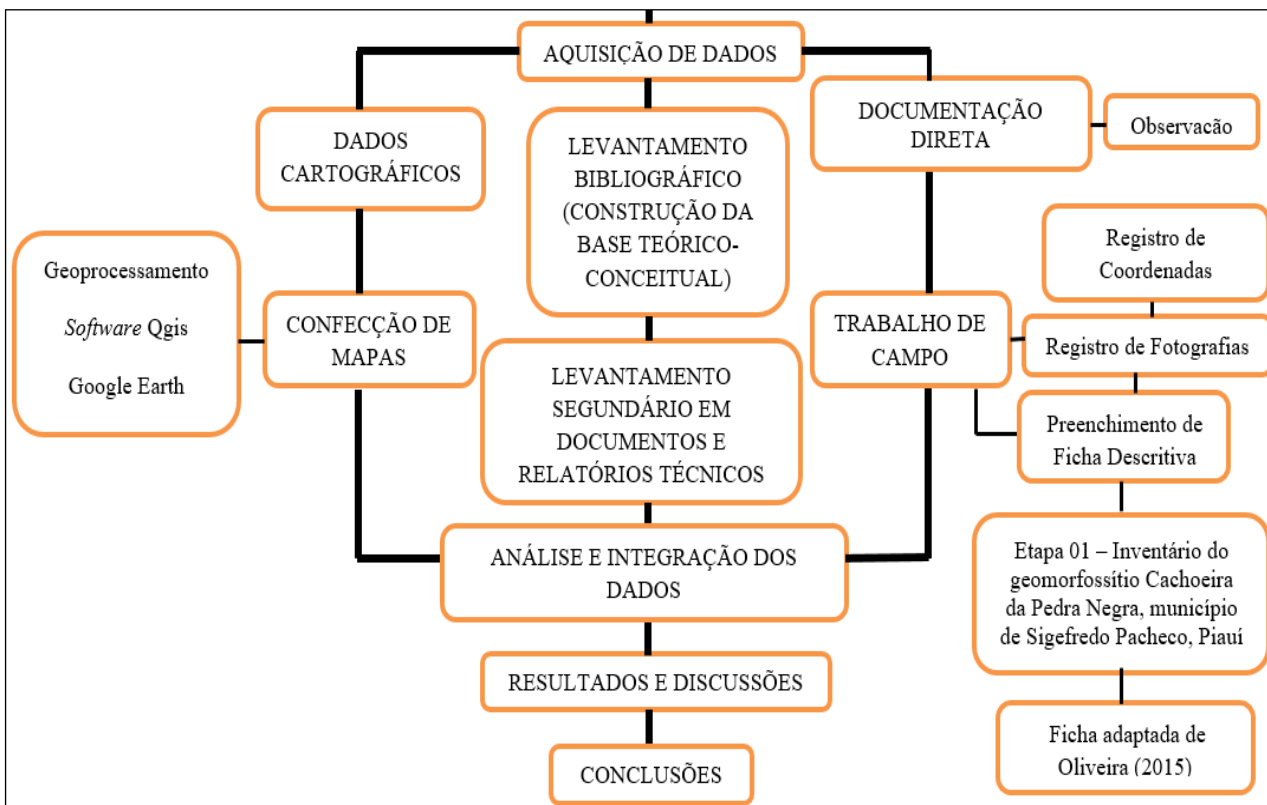 AQUISIÇÃO DE DADOS
DADOS
CARTOGRÁFICOS
LEVANTAMENTO
BIBLIOGRÁFICO
(CONSTRUÇÃO DA
BASE TEÓRICO-
CONCEITUAL)
DOCUMENTAÇÃO
DIRETA
Observacão
Geoprocessamento
Software Qgis
Google Earth
CONFECÇÃO DE
MAPAS
LEVANTAMENTO
SEGUNDÁRIO EM
DOCUMENTOS E
RELATÓRIOS TÉCNICOS
TRABALHO DE
CAMPO
Registro de
Coordenadas
Registro de Fotografias
Preenchimento de
Ficha Descritiva
Etapa 01 – Inventário do
geomorfossítio Cachoeira
da Pedra Negra, município
de Sigefredo Pacheco, Piauí
Ficha adaptada de
Oliveira (2015)
ANÁLISE E INTEGRAÇÃO DOS
DADOS
RESULTADOS E DISCUSSÕES
CONCLUSÕES